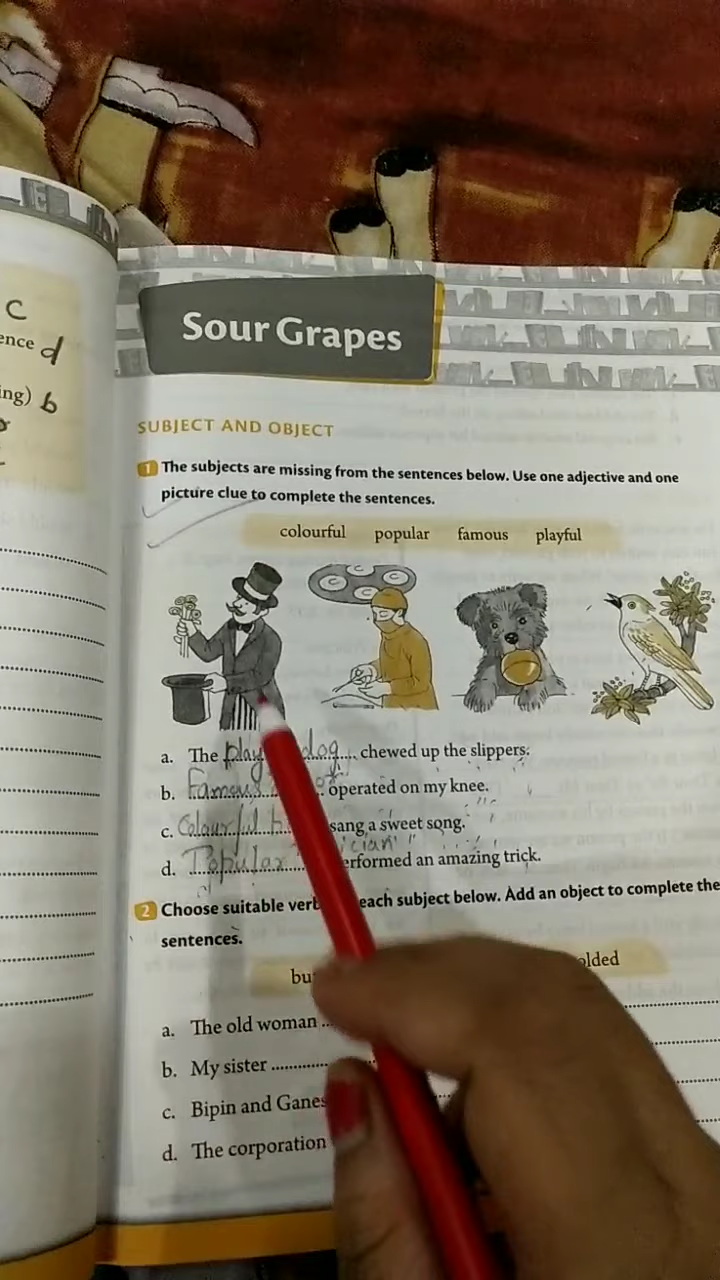 C
ence d
ing) b
Sour Grapes
SUBJECT AND OBJECT
1 The subjects are missing from the sentences below. Use one adjective and one
picture clue to complete the sentences.
colourful popular famous playful
a. The play dog chewed up the slippers.
b. Famous operated on my knee.
c. Colourful sang a sweet song.
d. Popular ician erformed an amazing trick.
2 Choose suitable verb each subject below. Add an object to complete the
sentences.
bu olded
a. The old woman
b. My sister
c. Bipin and Ganes
d. The corporation